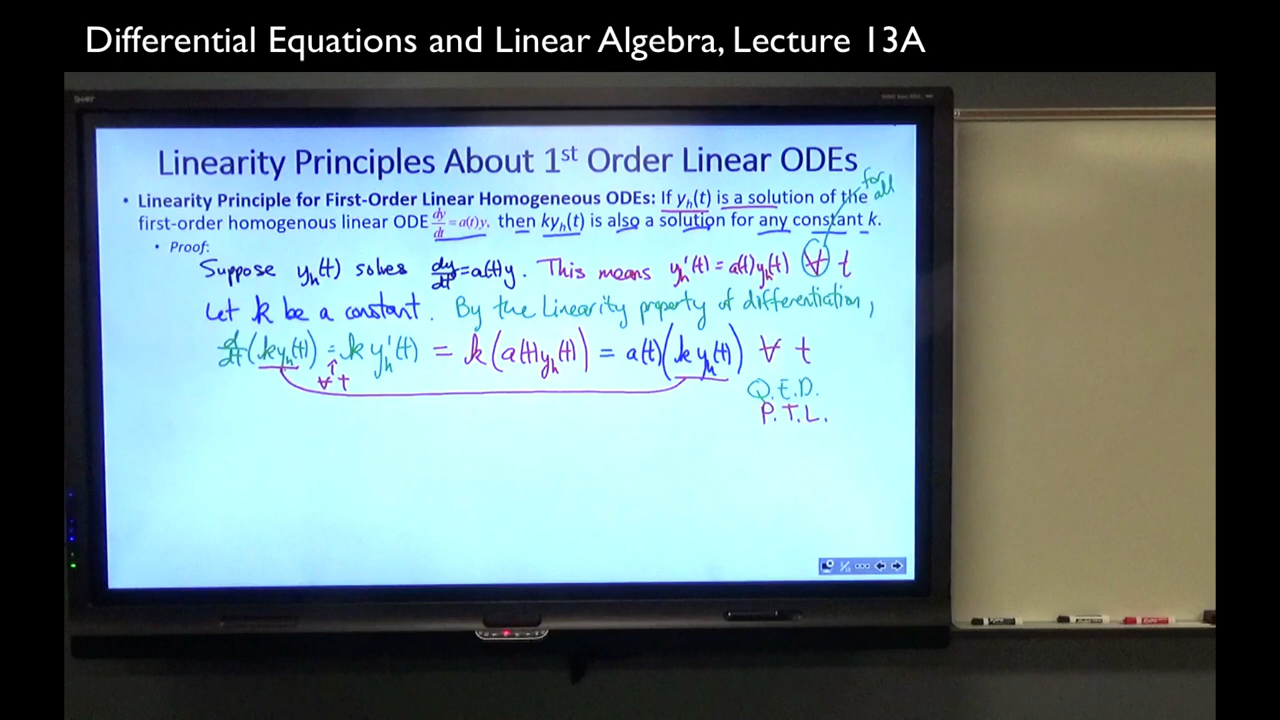 Differential Equations and Linear Algebra, Lecture 13A
Linearity Principles About 1st Order Linear ODEs
for all
• Linearity Principle for First-Order Linear Homogeneous ODEs: If yₕ(t) is a solution of the
first-order homogenous linear ODE dy/dt = a(t)y, then kyₕ(t) is also a solution for any constant k.
• Proof:
Suppose yₕ(t) solves dy/dt = a(t)y. This means yₕ'(t) = a(t)yₕ(t) ∀ t
Let k be a constant. By the Linearity property of differentiation,
d/dt (kyₕ(t)) = k yₕ'(t) = k(a(t)yₕ(t)) = a(t)(k yₕ(t)) ∀ t
∀ t
Q.E.D.
P.T.L.